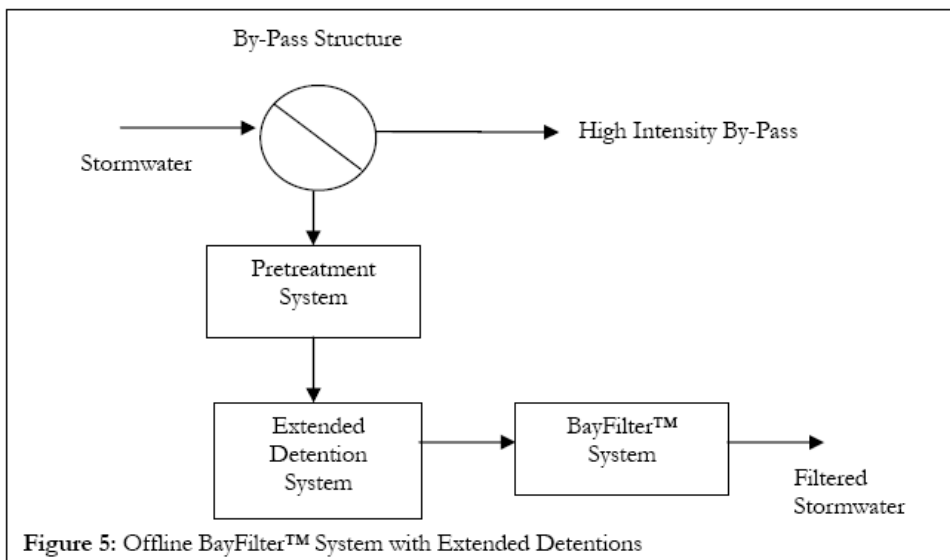 By-Pass Structure
Stormwater
High Intensity By-Pass
Pretreatment
System
Extended
Detention
System
BayFilter™
System
Filtered
Stormwater
Figure 5: Offline BayFilter™ System with Extended Detentions